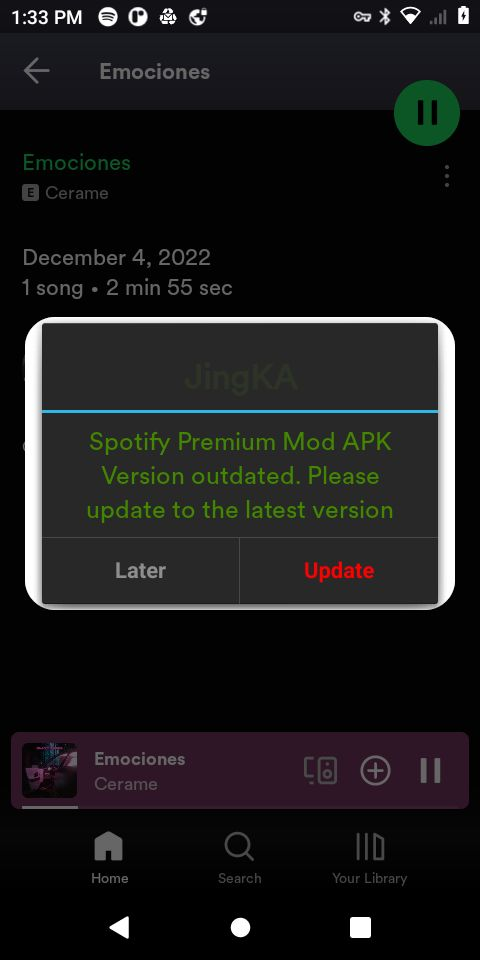 1:33 PM
Emociones
Emociones
E Cerame
December 4, 2022
1 song • 2 min 55 sec
JingKA
Spotify Premium Mod APK
Version outdated. Please
update to the latest version
Later Update
Emociones
Cerame
Home Search Your Library